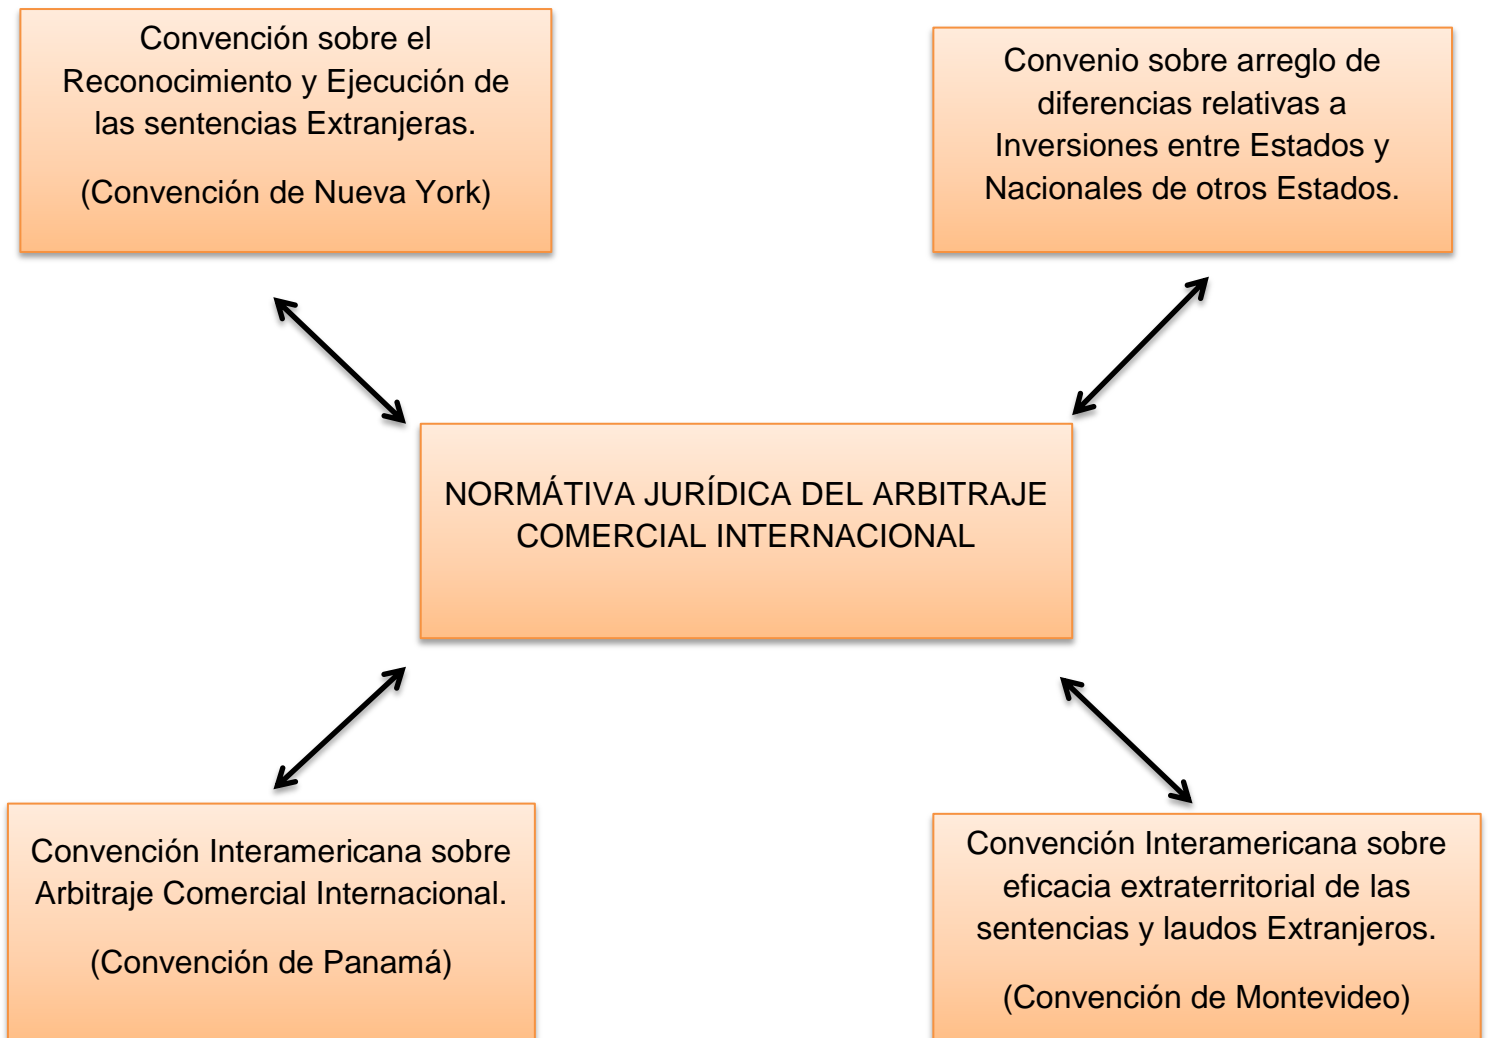 Convención sobre el
Reconocimiento y Ejecución de
las sentencias Extranjeras.
(Convención de Nueva York)
Convenio sobre arreglo de
diferencias relativas a
Inversiones entre Estados y
Nacionales de otros Estados.
NORMÁTIVA JURÍDICA DEL ARBITRAJE
COMERCIAL INTERNACIONAL
Convención Interamericana sobre
Arbitraje Comercial Internacional.
(Convención de Panamá)
Convención Interamericana sobre
eficacia extraterritorial de las
sentencias y laudos Extranjeros.
(Convención de Montevideo)